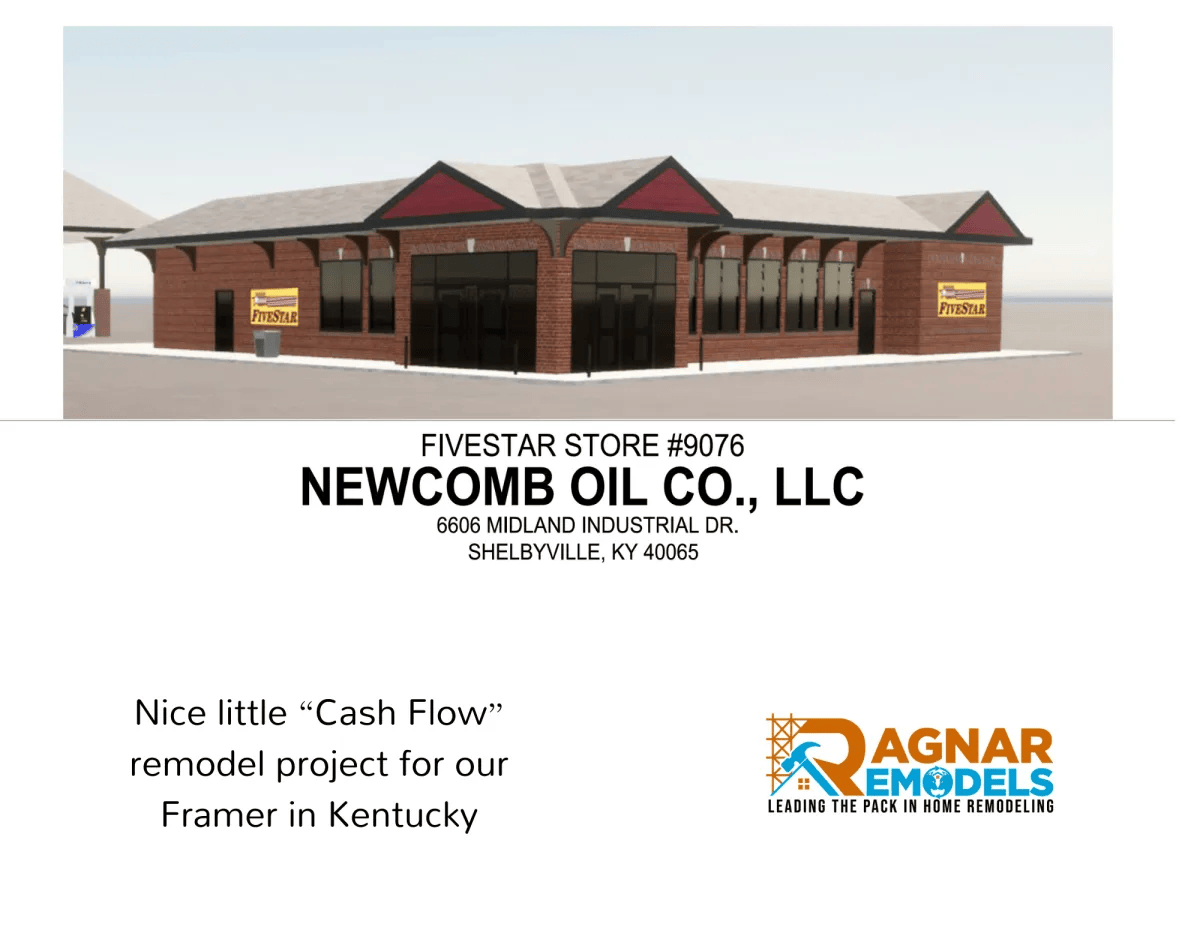 FIVESTAR
FIVESTAR
FIVESTAR STORE #9076
NEWCOMB OIL CO., LLC
6606 MIDLAND INDUSTRIAL DR.
SHELBYVILLE, KY 40065
Nice little “Cash Flow”
remodel project for our
Framer in Kentucky
RAGNAR
REMODELS
LEADING THE PACK IN HOME REMODELING